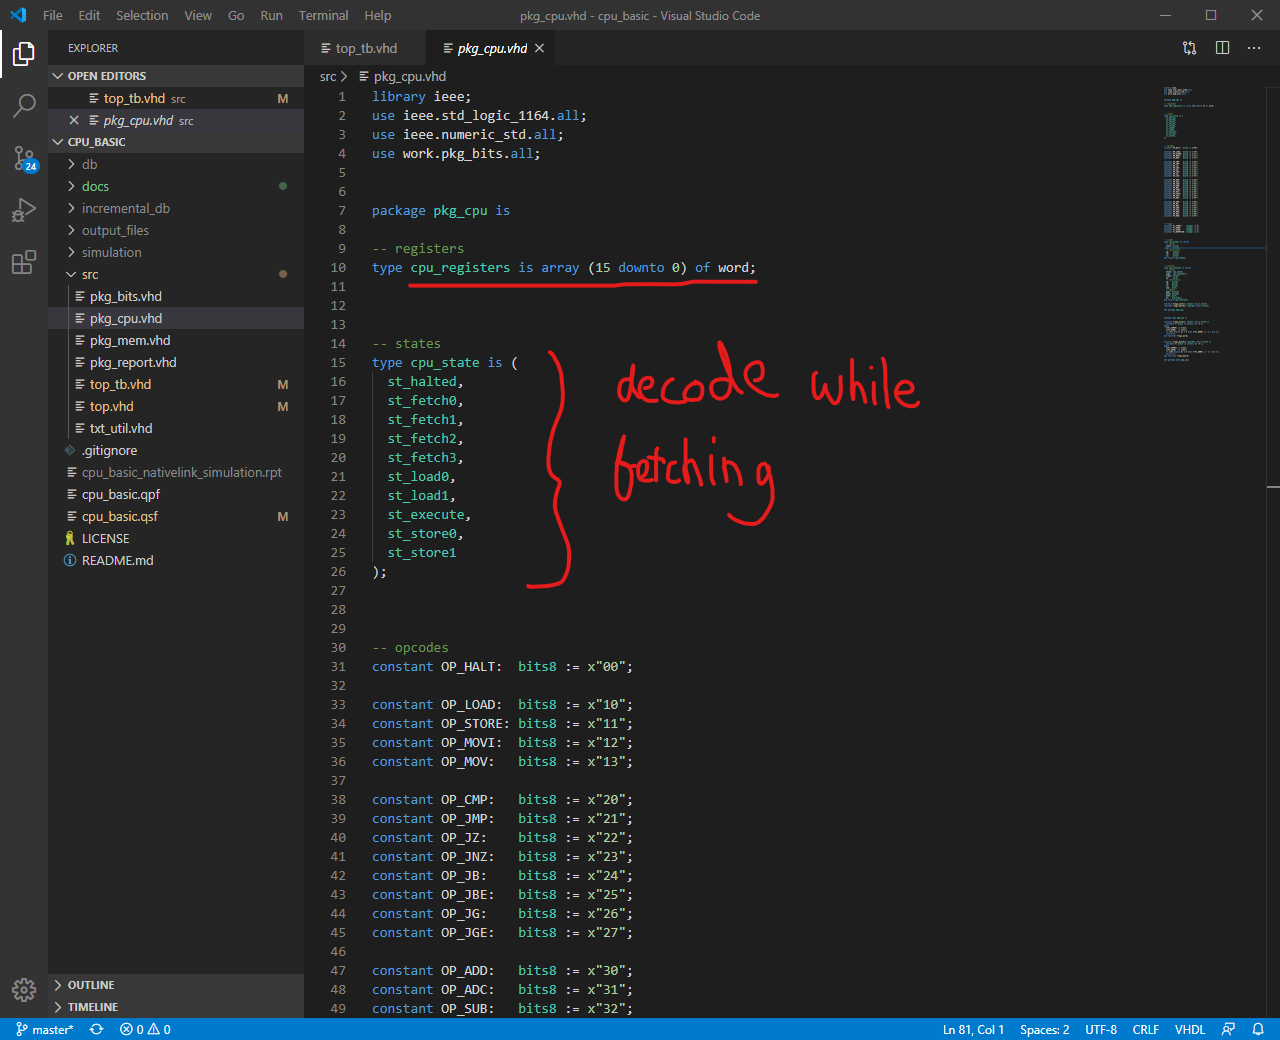 File Edit Selection View Go Run Terminal Help pkg_cpu.vhd - cpu_basic - Visual Studio Code
EXPLORER
OPEN EDITORS
top_tb.vhd src M
pkg_cpu.vhd src
CPU_BASIC
db
docs
incremental_db
output_files
simulation
src
pkg_bits.vhd
pkg_cpu.vhd
pkg_mem.vhd
pkg_report.vhd
top_tb.vhd M
top.vhd M
txt_util.vhd
.gitignore
cpu_basic_nativelink_simulation.rpt
cpu_basic.qpf
cpu_basic.qsf M
LICENSE
README.md
OUTLINE
TIMELINE
24
top_tb.vhd pkg_cpu.vhd
src > pkg_cpu.vhd
1 library ieee;
2 use ieee.std_logic_1164.all;
3 use ieee.numeric_std.all;
4 use work.pkg_bits.all;
5
6
7 package pkg_cpu is
8
9 -- registers
10 type cpu_registers is array (15 downto 0) of word;
11
12
13
14 -- states
15 type cpu_state is (
16 st_halted,
17 st_fetch0,
18 st_fetch1,
19 st_fetch2,
20 st_fetch3,
21 st_load0,
22 st_load1,
23 st_execute,
24 st_store0,
25 st_store1
26 );
27
28
29
30 -- opcodes
31 constant OP_HALT: bits8 := x"00";
32
33 constant OP_LOAD: bits8 := x"10";
34 constant OP_STORE: bits8 := x"11";
35 constant OP_MOVI: bits8 := x"12";
36 constant OP_MOV: bits8 := x"13";
37
38 constant OP_CMP: bits8 := x"20";
39 constant OP_JMP: bits8 := x"21";
40 constant OP_JZ: bits8 := x"22";
41 constant OP_JNZ: bits8 := x"23";
42 constant OP_JB: bits8 := x"24";
43 constant OP_JBE: bits8 := x"25";
44 constant OP_JG: bits8 := x"26";
45 constant OP_JGE: bits8 := x"27";
46
47 constant OP_ADD: bits8 := x"30";
48 constant OP_ADC: bits8 := x"31";
49 constant OP_SUB: bits8 := x"32";
decode while
fetching
master* 0 0 Ln 81, Col 1 Spaces: 2 UTF-8 CRLF VHDL